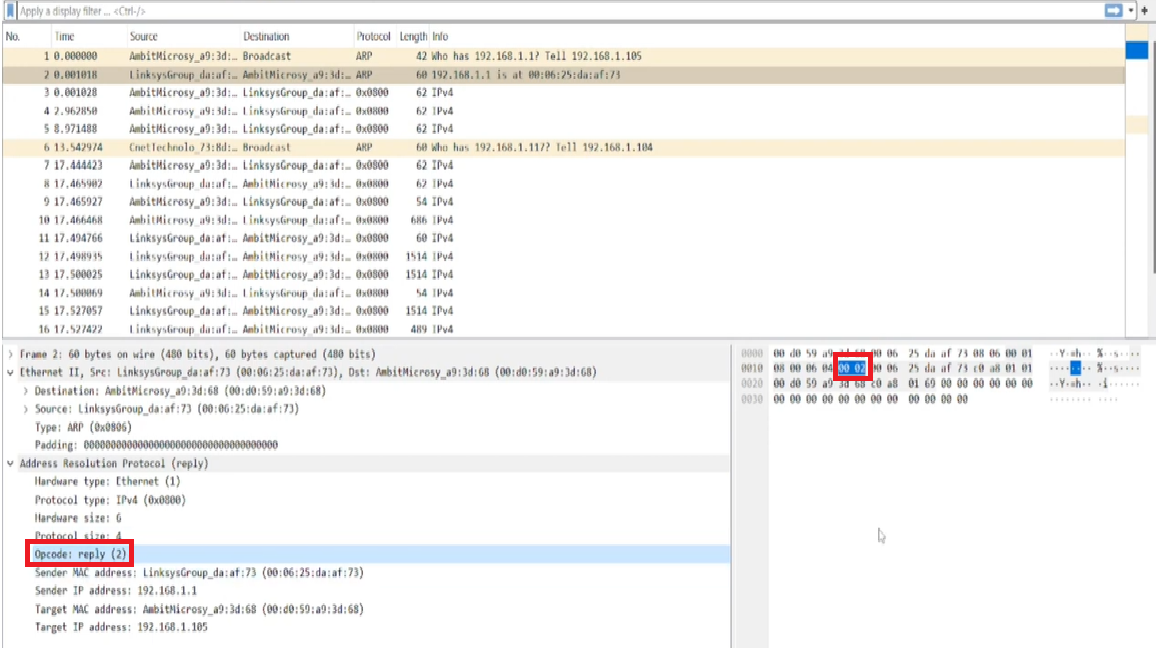 Apply a display filter ... <Ctrl-/>
No. Time Source Destination Protocol Length Info
1 0.000000 AmbitMicrosy_a9:3d:… Broadcast ARP 42 Who has 192.168.1.1? Tell 192.168.1.105
2 0.001018 LinksysGroup_da:af:… AmbitMicrosy_a9:3d:… ARP 60 192.168.1.1 is at 00:06:25:da:af:73
3 0.001028 AmbitMicrosy_a9:3d:… LinksysGroup_da:af:… 0x0800 62 IPv4
4 2.962850 AmbitMicrosy_a9:3d:… LinksysGroup_da:af:… 0x0800 62 IPv4
5 8.971488 AmbitMicrosy_a9:3d:… LinksysGroup_da:af:… 0x0800 62 IPv4
6 13.542974 CnetTechnolo_73:8d:… Broadcast ARP 60 Who has 192.168.1.117? Tell 192.168.1.104
7 17.444423 AmbitMicrosy_a9:3d:… LinksysGroup_da:af:… 0x0800 62 IPv4
8 17.465902 LinksysGroup_da:af:… AmbitMicrosy_a9:3d:… 0x0800 62 IPv4
9 17.465927 AmbitMicrosy_a9:3d:… LinksysGroup_da:af:… 0x0800 54 IPv4
10 17.466468 AmbitMicrosy_a9:3d:… LinksysGroup_da:af:… 0x0800 686 IPv4
11 17.494766 LinksysGroup_da:af:… AmbitMicrosy_a9:3d:… 0x0800 60 IPv4
12 17.498935 LinksysGroup_da:af:… AmbitMicrosy_a9:3d:… 0x0800 1514 IPv4
13 17.500025 LinksysGroup_da:af:… AmbitMicrosy_a9:3d:… 0x0800 1514 IPv4
14 17.500069 AmbitMicrosy_a9:3d:… LinksysGroup_da:af:… 0x0800 54 IPv4
15 17.527057 LinksysGroup_da:af:… AmbitMicrosy_a9:3d:… 0x0800 1514 IPv4
16 17.527422 LinksysGroup_da:af:… AmbitMicrosy_a9:3d:… 0x0800 489 IPv4
Frame 2: 60 bytes on wire (480 bits), 60 bytes captured (480 bits)
Ethernet II, Src: LinksysGroup_da:af:73 (00:06:25:da:af:73), Dst: AmbitMicrosy_a9:3d:68 (00:d0:59:a9:3d:68)
Destination: AmbitMicrosy_a9:3d:68 (00:d0:59:a9:3d:68)
Source: LinksysGroup_da:af:73 (00:06:25:da:af:73)
Type: ARP (0x0806)
Padding: 000000000000000000000000000000000000
Address Resolution Protocol (reply)
Hardware type: Ethernet (1)
Protocol type: IPv4 (0x0800)
Hardware size: 6
Protocol size: 4
Opcode: reply (2)
Sender MAC address: LinksysGroup_da:af:73 (00:06:25:da:af:73)
Sender IP address: 192.168.1.1
Target MAC address: AmbitMicrosy_a9:3d:68 (00:d0:59:a9:3d:68)
Target IP address: 192.168.1.105
0000 00 d0 59 a9 3d 68 00 06 25 da af 73 08 06 00 01 ··Y·=h·· %··s····
0010 08 00 06 04 00 02 00 06 25 da af 73 c0 a8 01 01 ········ %··s····
0020 00 d0 59 a9 3d 68 c0 a8 01 69 00 00 00 00 00 00 ··Y·=h·· ·i······
0030 00 00 00 00 00 00 00 00 00 00 00 00 ········ ····